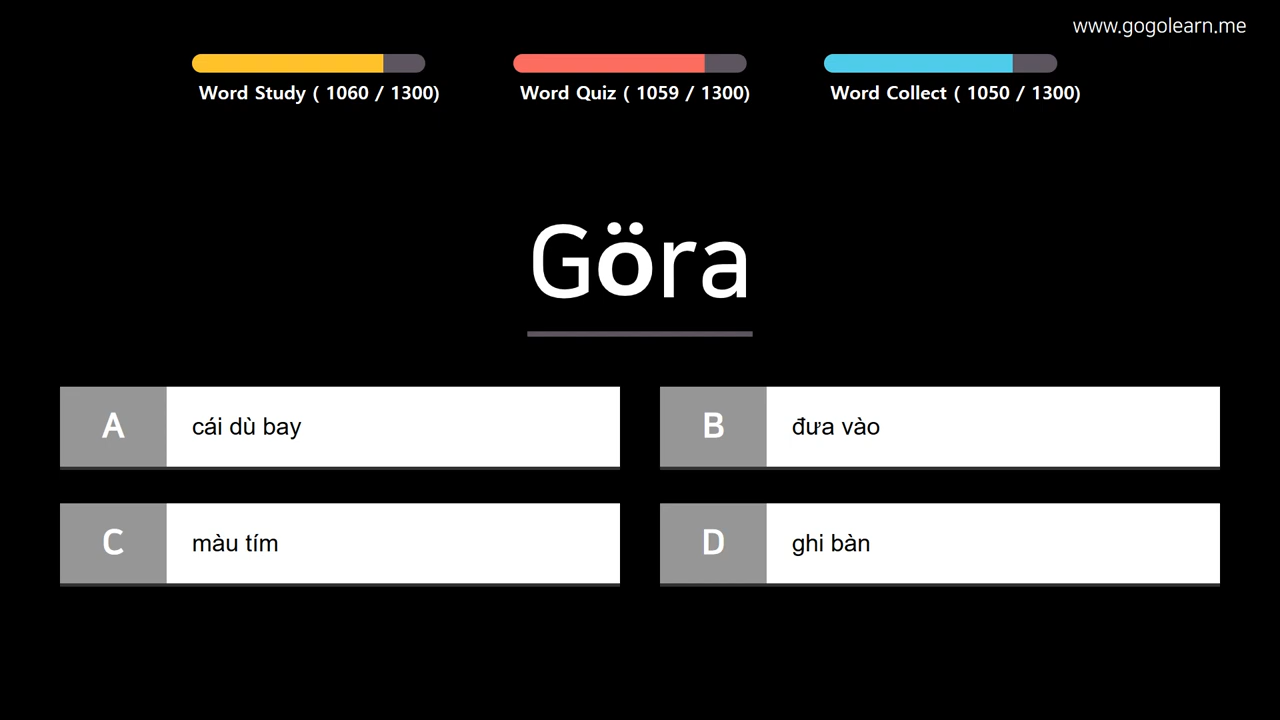 www.gogolearn.me
Word Study ( 1060 / 1300)
Word Quiz ( 1059 / 1300)
Word Collect ( 1050 / 1300)
Göra
A
cái dù bay
B
đưa vào
C
màu tím
D
ghi bàn